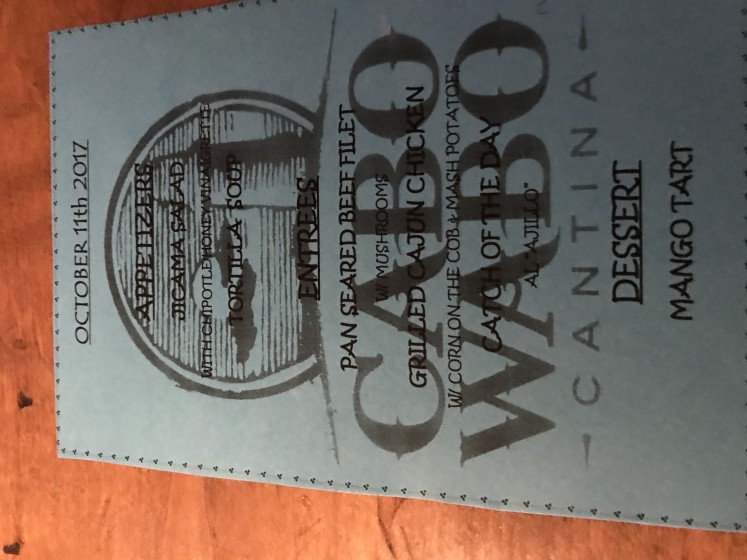 OCTOBER 11th 2017
APPETIZERS
JICAMA SALAD
WITH CHIPOTLE HONEY VINAIGRETTE
TORTILLA SOUP
ENTREES
PAN SEARED BEEF FILET
W/ MUSHROOMS
GRILLED CAJUN CHICKEN
W/ CORN ON THE COB & MASH POTATOES
CATCH OF THE DAY
AL "AJILLO"
DESSERT
MANGO TART
CABO
WABO
CANTINA